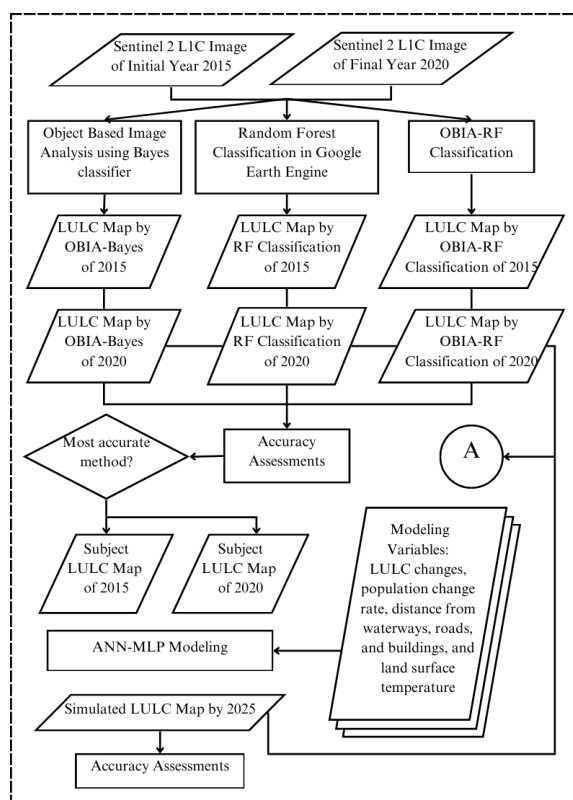 Sentinel 2 L1C Image
of Initial Year 2015
Sentinel 2 L1C Image
of Final Year 2020
Object Based Image
Analysis using Bayes
classifier
Random Forest
Classification in Google
Earth Engine
OBIA-RF
Classification
LULC Map by
OBIA-Bayes
of 2015
LULC Map by
RF Classification
of 2015
LULC Map by
OBIA-RF
Classification of 2015
LULC Map by
OBIA-Bayes
of 2020
LULC Map by
RF Classification
of 2020
LULC Map by
OBIA-RF
Classification of 2020
Most accurate
method?
Accuracy
Assessments
A
Subject
LULC Map
of 2015
Subject
LULC Map
of 2020
Modeling
Variables:
LULC changes,
population change
rate, distance from
waterways, roads,
and buildings, and
land surface
temperature
ANN-MLP Modeling
Simulated LULC Map by 2025
Accuracy Assessments